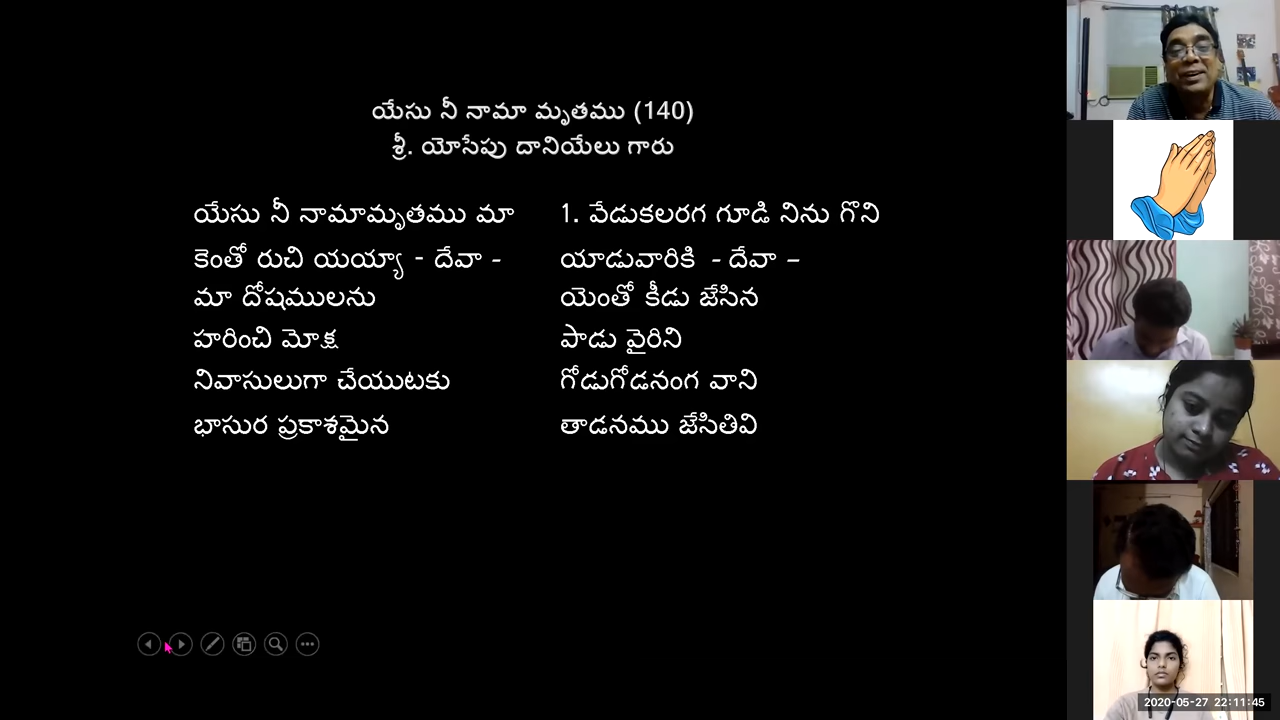 యేసు నీ నామా మృతము (140)
శ్రీ. యోసేపు దానియేలు గారు
యేసు నీ నామామృతము మా
కెంతో రుచి యయ్యా - దేవా -
మా దోషములను
హరించి మోక్ష
నివాసులుగా చేయుటకు
భాసుర ప్రకాశమైన
1. వేడుకలరగ గూడి నిను గొని
యాడువారికి - దేవా –
యెంతో కీడు జేసిన
పాడు వైరిని
గోడుగోడనంగ వాని
తాడనము జేసితివి
2020-05-27 22:11:45